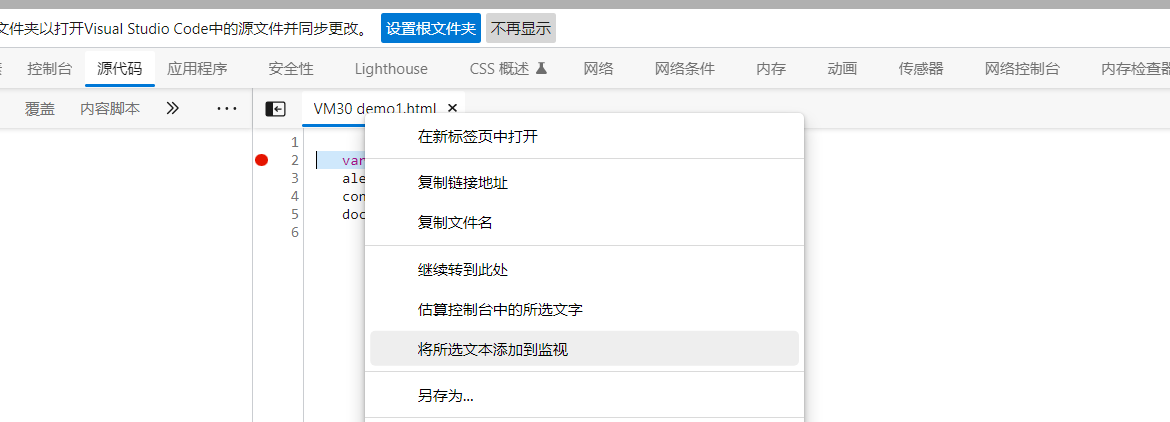 文件夹以打开Visual Studio Code中的源文件并同步更改。 设置根文件夹 不再显示
控制台 源代码 应用程序 安全性 Lighthouse CSS 概述 网络 网络条件 内存 动画 传感器 网络控制台 内存检查器
覆盖 内容脚本 VM30 demo1.html
1
2 var
3 ale
4 con
5 doc
6
在新标签页中打开
复制链接地址
复制文件名
继续转到此处
估算控制台中的所选文字
将所选文本添加到监视
另存为...